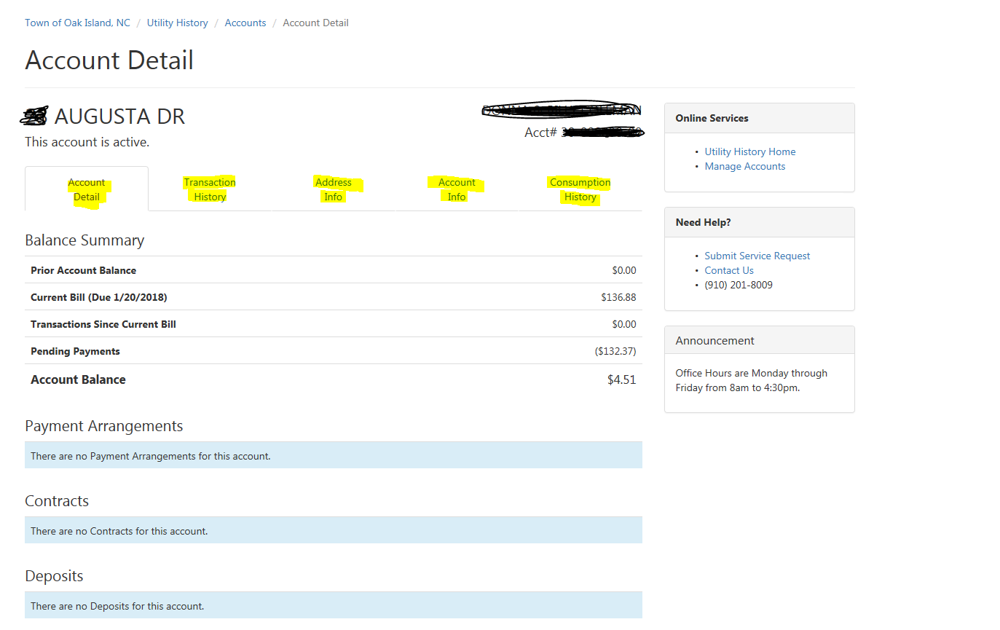 Town of Oak Island, NC / Utility History / Accounts / Account Detail
Account Detail
AUGUSTA DR
This account is active.
Acct#
Account Detail
Transaction History
Address Info
Account Info
Consumption History
Balance Summary
Prior Account Balance $0.00
Current Bill (Due 1/20/2018) $136.88
Transactions Since Current Bill $0.00
Pending Payments ($132.37)
Account Balance $4.51
Payment Arrangements
There are no Payment Arrangements for this account.
Contracts
There are no Contracts for this account.
Deposits
There are no Deposits for this account.
Online Services
• Utility History Home
• Manage Accounts
Need Help?
• Submit Service Request
• Contact Us
• (910) 201-8009
Announcement
Office Hours are Monday through
Friday from 8am to 4:30pm.